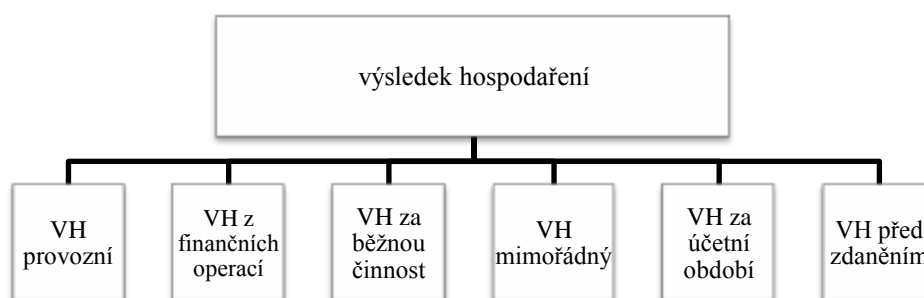 výsledek hospodaření
VH
provozní
VH z
finančních
operací
VH za
běžnou
činnost
VH
mimořádný
VH za
účetní
období
VH před
zdaněním